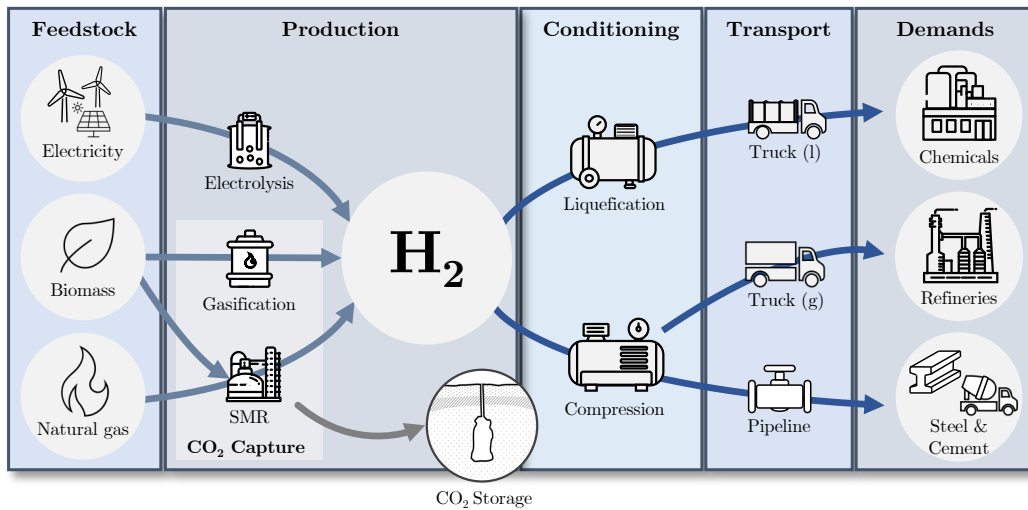 Feedstock
Production
Conditioning
Transport
Demands
Electricity
Biomass
Natural gas
Electrolysis
Gasification
SMR
CO₂ Capture
H₂
CO₂ Storage
Liquefication
Compression
Truck (l)
Truck (g)
Pipeline
Chemicals
Refineries
Steel &
Cement